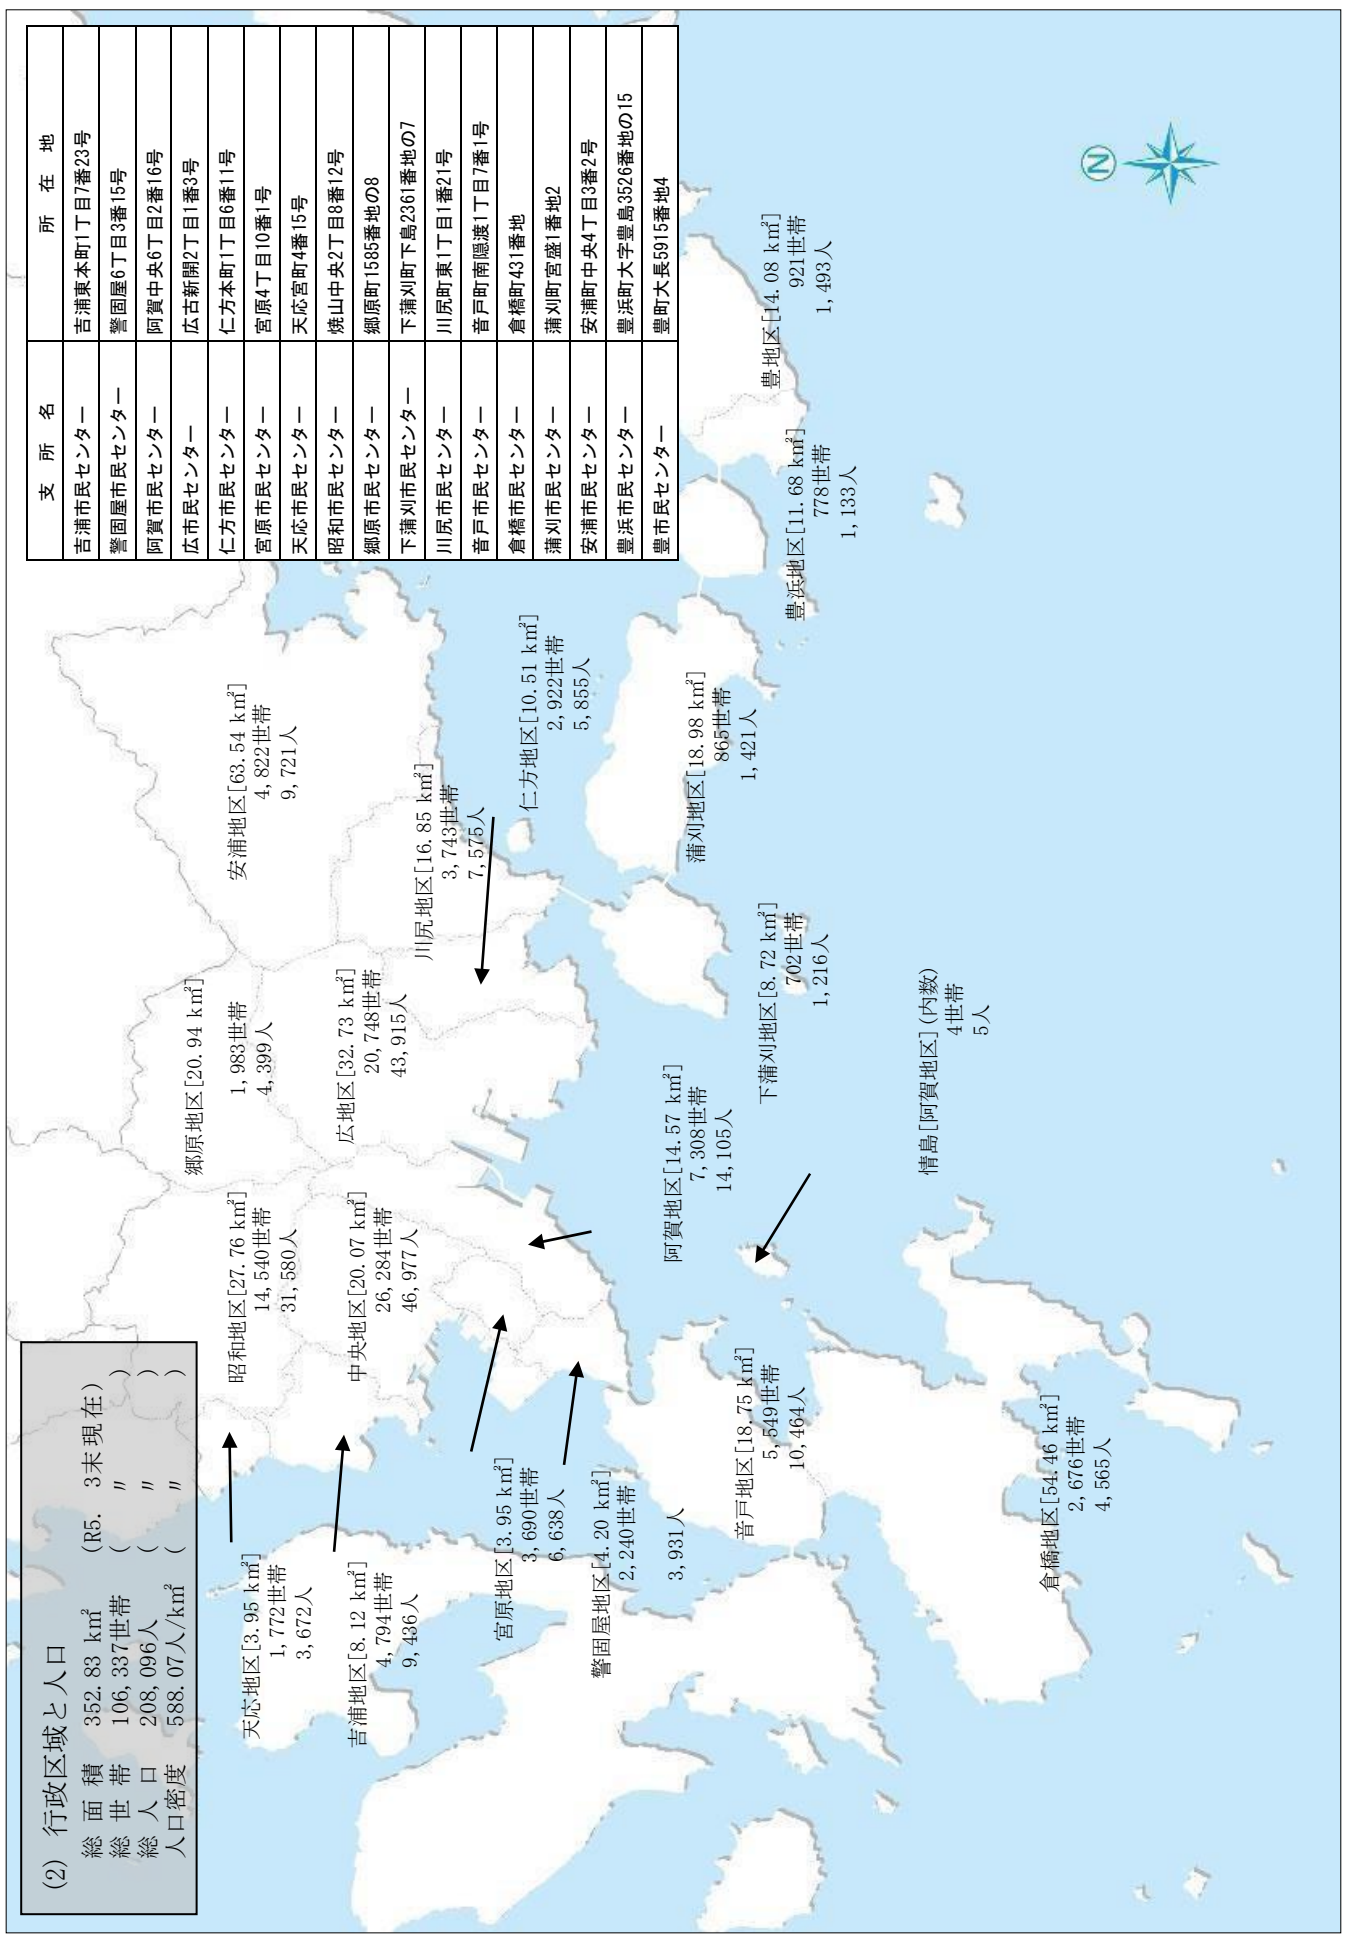 (2) 行政区域と人口
総面積 352.83 km² (R5. 3末現在)
総世帯 106,337世帯 ( 〃 )
総人口 208,096人 ( 〃 )
人口密度 588.07人/km² ( 〃 )
支所名 所在地
吉浦市民センター 吉浦東本町1丁目7番23号
警固屋市民センター 警固屋6丁目3番15号
阿賀市民センター 阿賀中央6丁目2番16号
広市民センター 広古新開2丁目1番3号
仁方市民センター 仁方本町1丁目6番11号
宮原市民センター 宮原4丁目10番1号
天応市民センター 天応宮町4番15号
昭和市民センター 焼山中央2丁目8番12号
郷原市民センター 郷原町1585番地の8
下蒲刈市民センター 下蒲刈町下島2361番地の7
川尻市民センター 川尻町東1丁目1番21号
音戸市民センター 音戸町南隠渡1丁目7番1号
倉橋市民センター 倉橋町431番地
蒲刈市民センター 蒲刈町宮盛1番地2
安浦市民センター 安浦町中央4丁目3番2号
豊浜市民センター 豊浜町大字豊島3526番地の15
豊市民センター 豊町大長5915番地4
天応地区[3.95 km²]
1,772世帯
3,672人
吉浦地区[8.12 km²]
4,794世帯
9,436人
宮原地区[3.95 km²]
3,690世帯
6,638人
警固屋地区[4.20 km²]
2,240世帯
3,931人
昭和地区[27.76 km²]
14,540世帯
31,580人
中央地区[20.07 km²]
26,284世帯
46,977人
音戸地区[18.75 km²]
5,549世帯
10,464人
倉橋地区[54.46 km²]
2,676世帯
4,565人
郷原地区[20.94 km²]
1,983世帯
4,399人
広地区[32.73 km²]
20,748世帯
43,915人
阿賀地区[14.57 km²]
7,308世帯
14,105人
情島[阿賀地区](内数)
4世帯
5人
安浦地区[63.54 km²]
4,822世帯
9,721人
川尻地区[16.85 km²]
3,743世帯
7,575人
仁方地区[10.51 km²]
2,922世帯
5,855人
下蒲刈地区[8.72 km²]
702世帯
1,216人
蒲刈地区[18.98 km²]
865世帯
1,421人
豊浜地区[11.68 km²]
778世帯
1,133人
豊地区[14.08 km²]
921世帯
1,493人
N